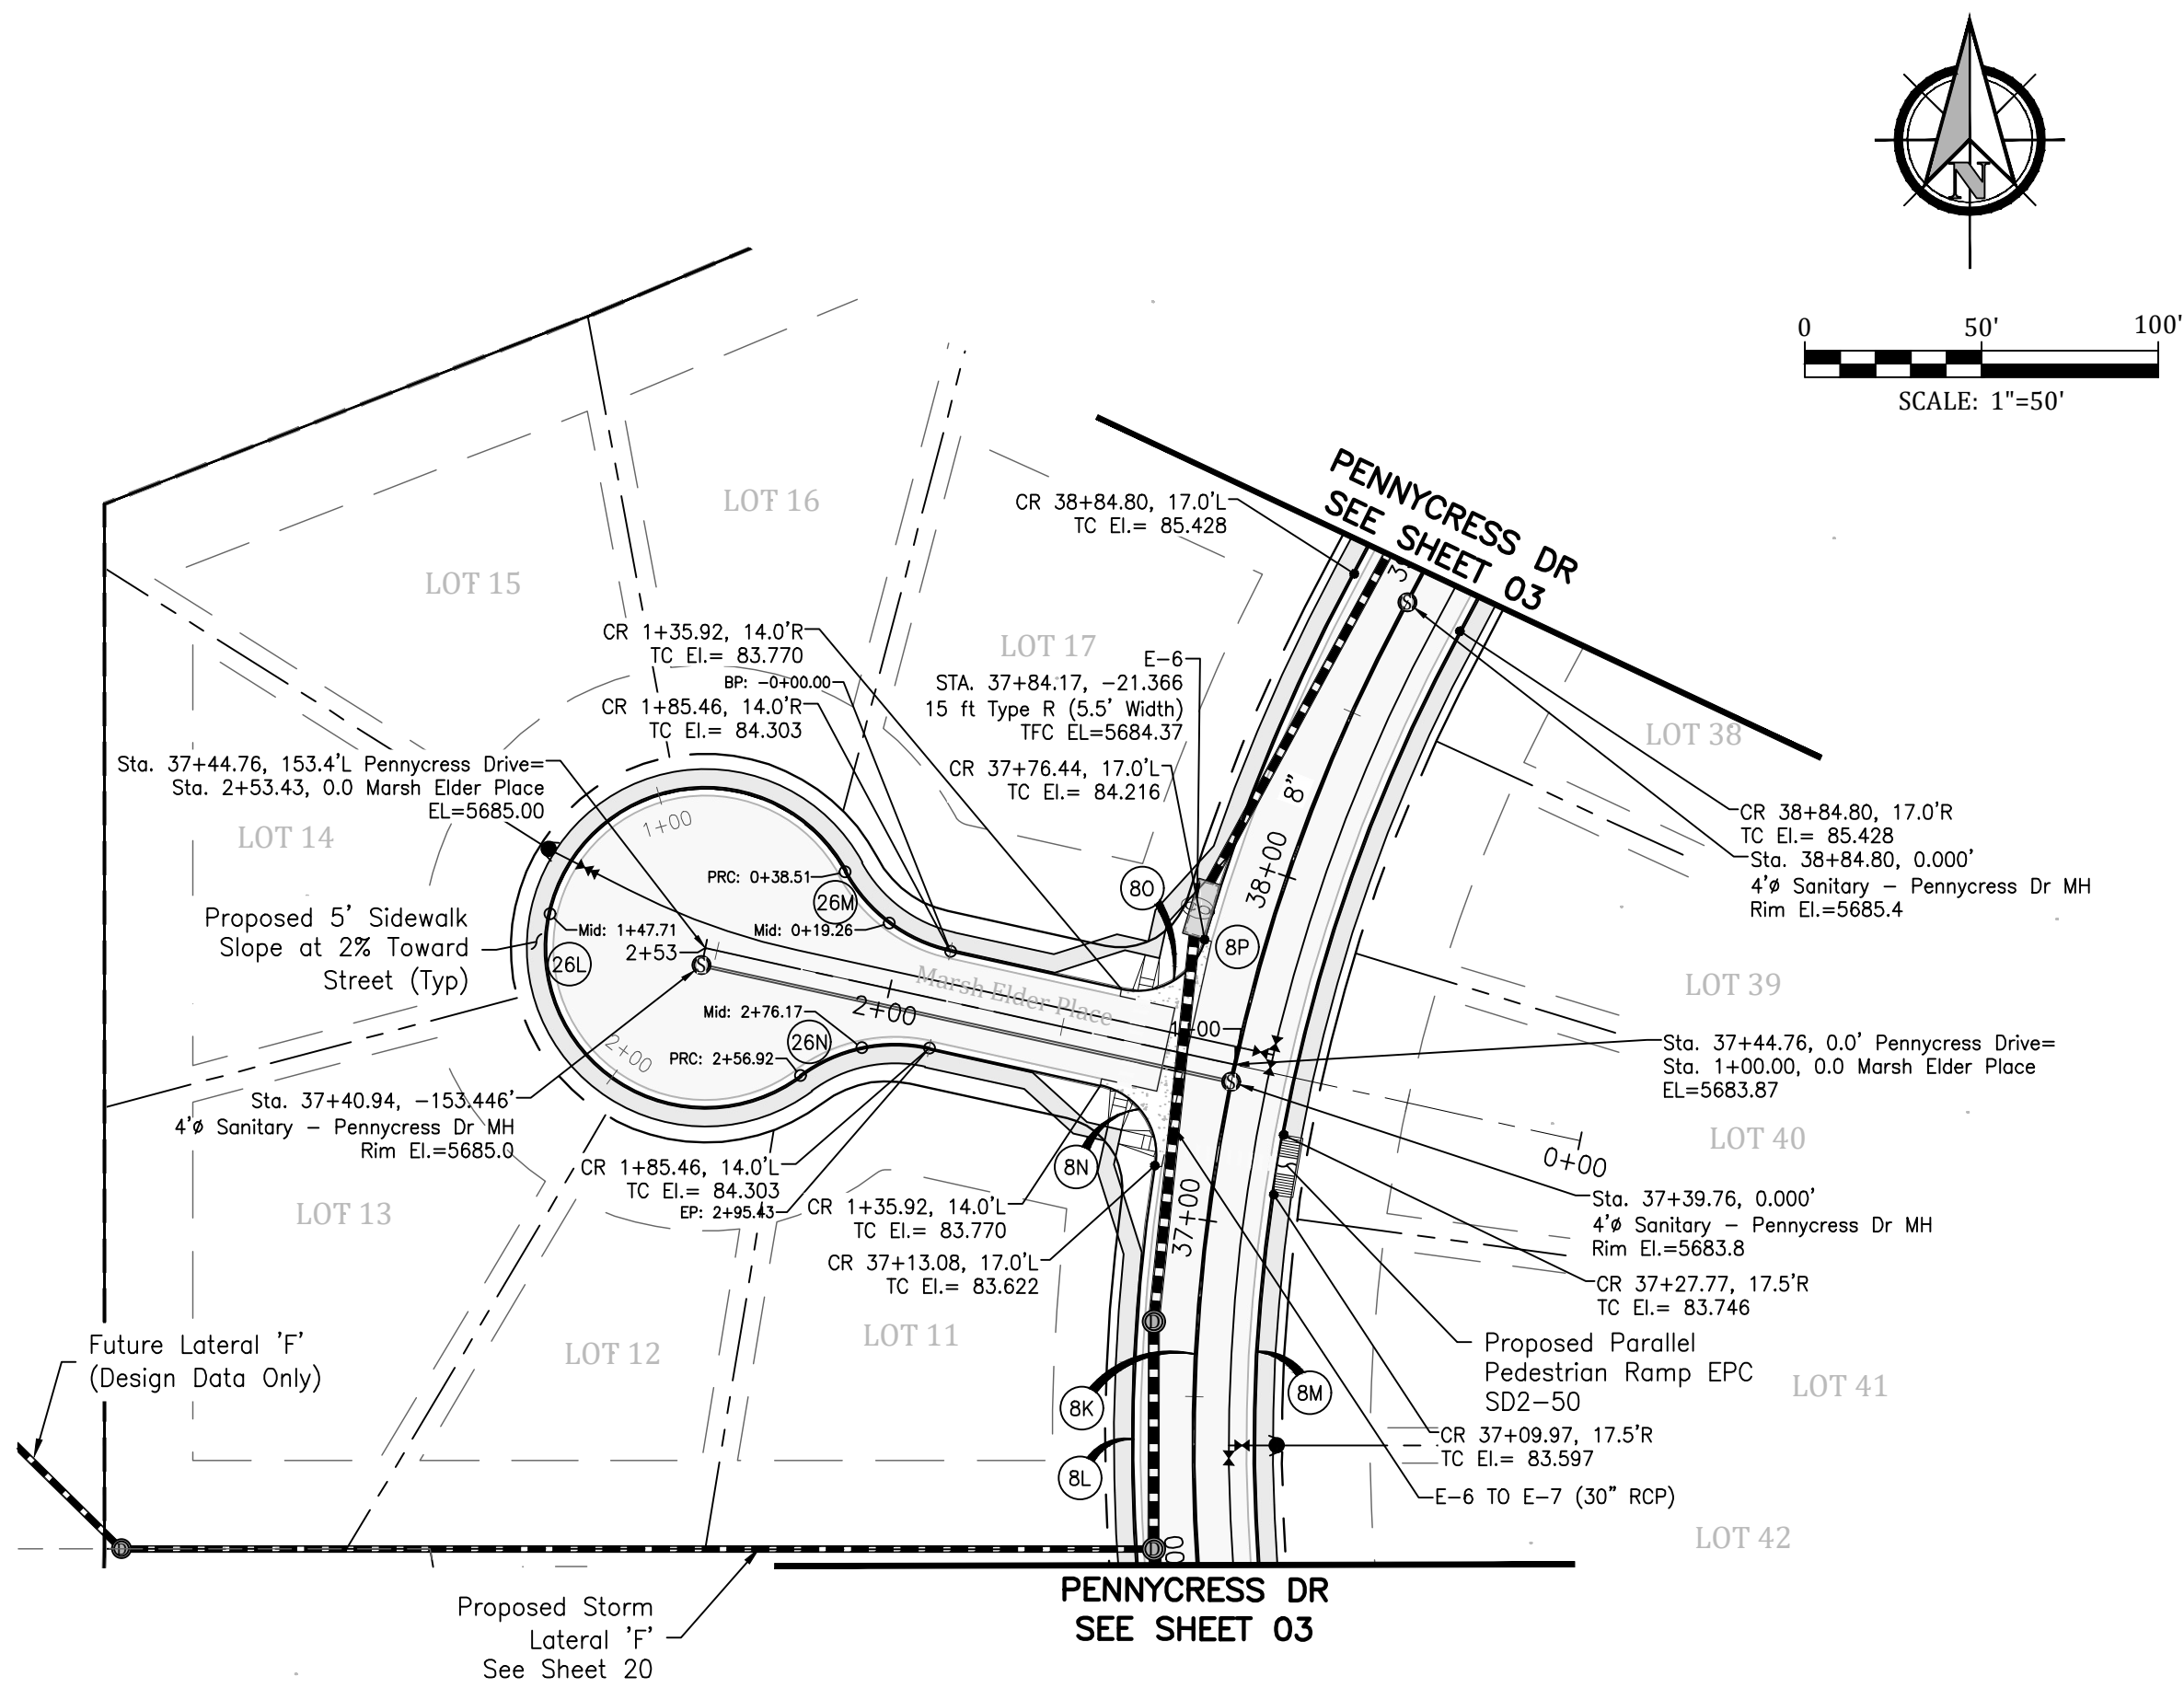 N
0 50' 100'
SCALE: 1"=50'
PENNYCRESS DR
SEE SHEET 03
CR 38+84.80, 17.0'L
TC El.= 85.428
LOT 16
LOT 15
LOT 17
CR 1+35.92, 14.0'R
TC El.= 83.770
BP: -0+00.00
CR 1+85.46, 14.0'R
TC El.= 84.303
E-6
STA. 37+84.17, -21.366
15 ft Type R (5.5' Width)
TFC EL=5684.37
CR 37+76.44, 17.0'L
TC El.= 84.216
LOT 38
8"
Sta. 37+44.76, 153.4'L Pennycress Drive=
Sta. 2+53.43, 0.0 Marsh Elder Place
EL=5685.00
LOT 14
1+00
CR 38+84.80, 17.0'R
TC El.= 85.428
Sta. 38+84.80, 0.000'
4'ø Sanitary - Pennycress Dr MH
Rim El.=5685.4
PRC: 0+38.51
26M
8O
38+00
Proposed 5' Sidewalk
Slope at 2% Toward
Street (Typ)
Mid: 1+47.71
Mid: 0+19.26
2+53
26L
S
8P
Marsh Elder Place
LOT 39
2+00
Mid: 2+76.17
26N
PRC: 2+56.92
2+00
1+00
Sta. 37+44.76, 0.0' Pennycress Drive=
Sta. 1+00.00, 0.0 Marsh Elder Place
EL=5683.87
S
S
Sta. 37+40.94, -153.446'
4'ø Sanitary - Pennycress Dr MH
Rim El.=5685.0
LOT 40
0+00
CR 1+85.46, 14.0'L
TC El.= 84.303
EP: 2+95.43
8N
CR 1+35.92, 14.0'L
TC El.= 83.770
37+00
Sta. 37+39.76, 0.000'
4'ø Sanitary - Pennycress Dr MH
Rim El.=5683.8
LOT 13
CR 37+13.08, 17.0'L
TC El.= 83.622
CR 37+27.77, 17.5'R
TC El.= 83.746
D
LOT 11
LOT 12
Future Lateral 'F'
(Design Data Only)
Proposed Parallel
Pedestrian Ramp EPC
SD2-50
LOT 41
8K
8M
CR 37+09.97, 17.5'R
TC El.= 83.597
8L
E-6 TO E-7 (30" RCP)
LOT 42
D
D
00
PENNYCRESS DR
SEE SHEET 03
Proposed Storm
Lateral 'F'
See Sheet 20